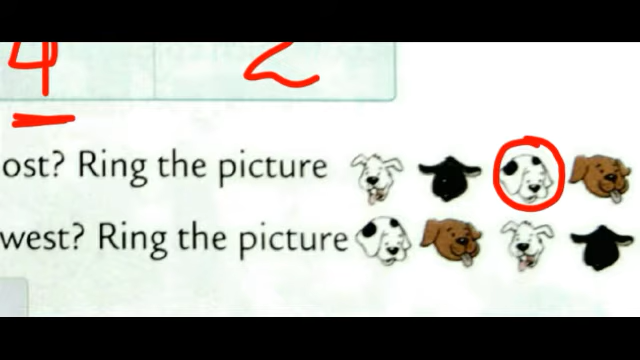 4 2
ost? Ring the picture
west? Ring the picture